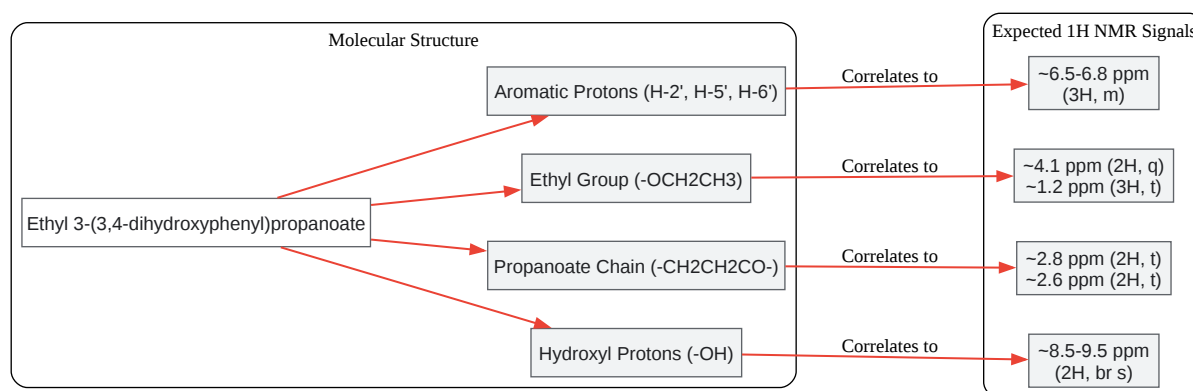 Molecular Structure
Expected 1H NMR Signals
Aromatic Protons (H-2', H-5', H-6')
Correlates to
~6.5-6.8 ppm
(3H, m)
Ethyl Group (-OCH2CH3)
Correlates to
~4.1 ppm (2H, q)
~1.2 ppm (3H, t)
Ethyl 3-(3,4-dihydroxyphenyl)propanoate
Propanoate Chain (-CH2CH2CO-)
Correlates to
~2.8 ppm (2H, t)
~2.6 ppm (2H, t)
Hydroxyl Protons (-OH)
Correlates to
~8.5-9.5 ppm
(2H, br s)